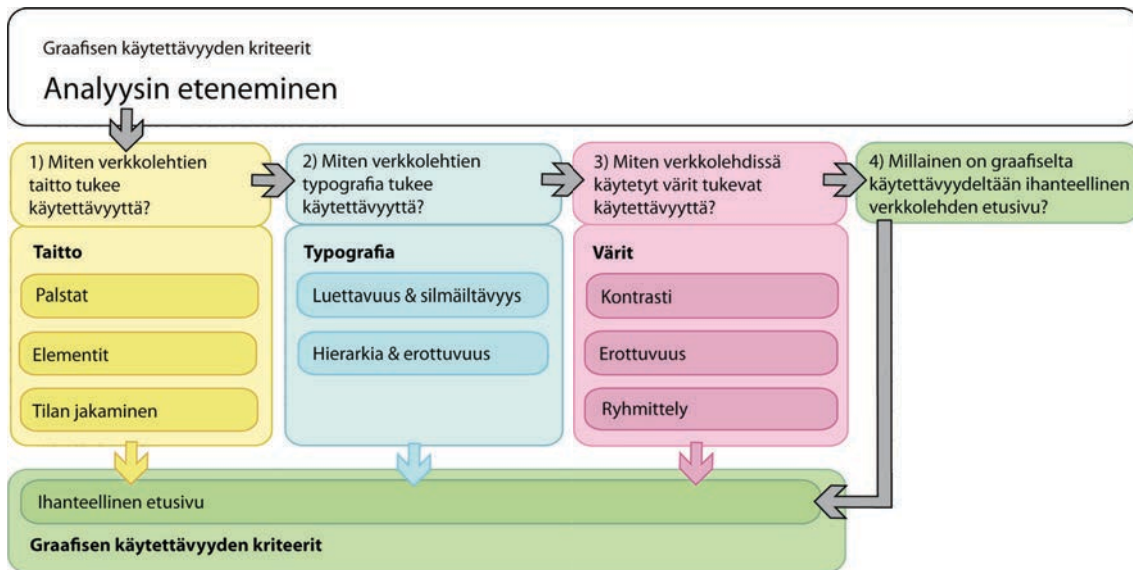 Graafisen käytettävyyden kriteerit
Analyysin eteneminen
1) Miten verkkolehtien
taitto tukee
käytettävyyttä?
2) Miten verkkolehtien
typografia tukee
käytettävyyttä?
3) Miten verkkolehdissä
käytetyt värit tukevat
käytettävyyttä?
4) Millainen on graafiselta
käytettävyydeltään ihanteellinen
verkkolehden etusivu?
Taitto
Palstat
Elementit
Tilan jakaminen
Typografia
Luettavuus & silmäiltävyys
Hierarkia & erottuvuus
Värit
Kontrasti
Erottuvuus
Ryhmittely
Ihanteellinen etusivu
Graafisen käytettävyyden kriteerit